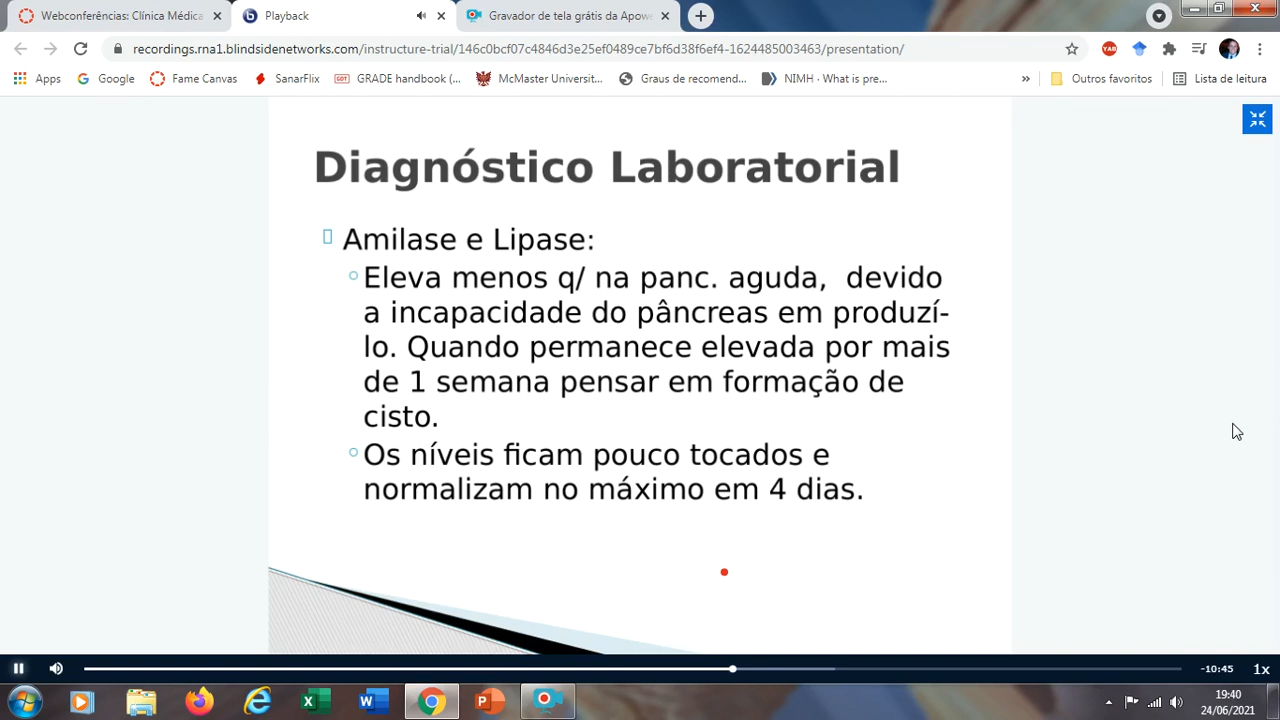 Webconferências: Clínica Médica
Playback
Gravador de tela grátis da Apowe
recordings.rna1.blindsidenetworks.com/instructure-trial/146c0bcf07c4846d3e25ef0489ce7bf6d38f6ef4-1624485003463/presentation/
Apps
Google
Fame Canvas
SanarFlix
GRADE handbook (...
McMaster Universit...
Graus de recomend...
NIMH · What is pre...
»
Outros favoritos
Lista de leitura
Diagnóstico Laboratorial
Amilase e Lipase:
Eleva menos q/ na panc. aguda, devido
a incapacidade do pâncreas em produzí-
lo. Quando permanece elevada por mais
de 1 semana pensar em formação de
cisto.
Os níveis ficam pouco tocados e
normalizam no máximo em 4 dias.
-10:45
1x
19:40
24/06/2021